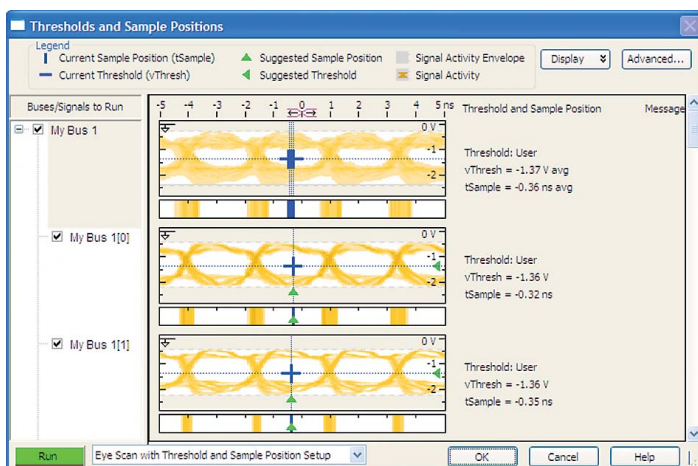 Thresholds and Sample Positions
Legend
Current Sample Position (tSample)
Suggested Sample Position
Signal Activity Envelope
Current Threshold (vThresh)
Suggested Threshold
Signal Activity
Display
Advanced...
Buses/Signals to Run
-5 -4 -3 -2 -1 0 1 2 3 4 5 ns
Threshold and Sample Position
Message
My Bus 1
0 V
-1
-2
Threshold: User
vThresh = -1.37 V avg
tSample = -0.36 ns avg
My Bus 1[0]
0 V
-1
-2
Threshold: User
vThresh = -1.36 V
tSample = -0.32 ns
My Bus 1[1]
0 V
-1
-2
Threshold: User
vThresh = -1.36 V
tSample = -0.35 ns
Run
Eye Scan with Threshold and Sample Position Setup
OK
Cancel
Help